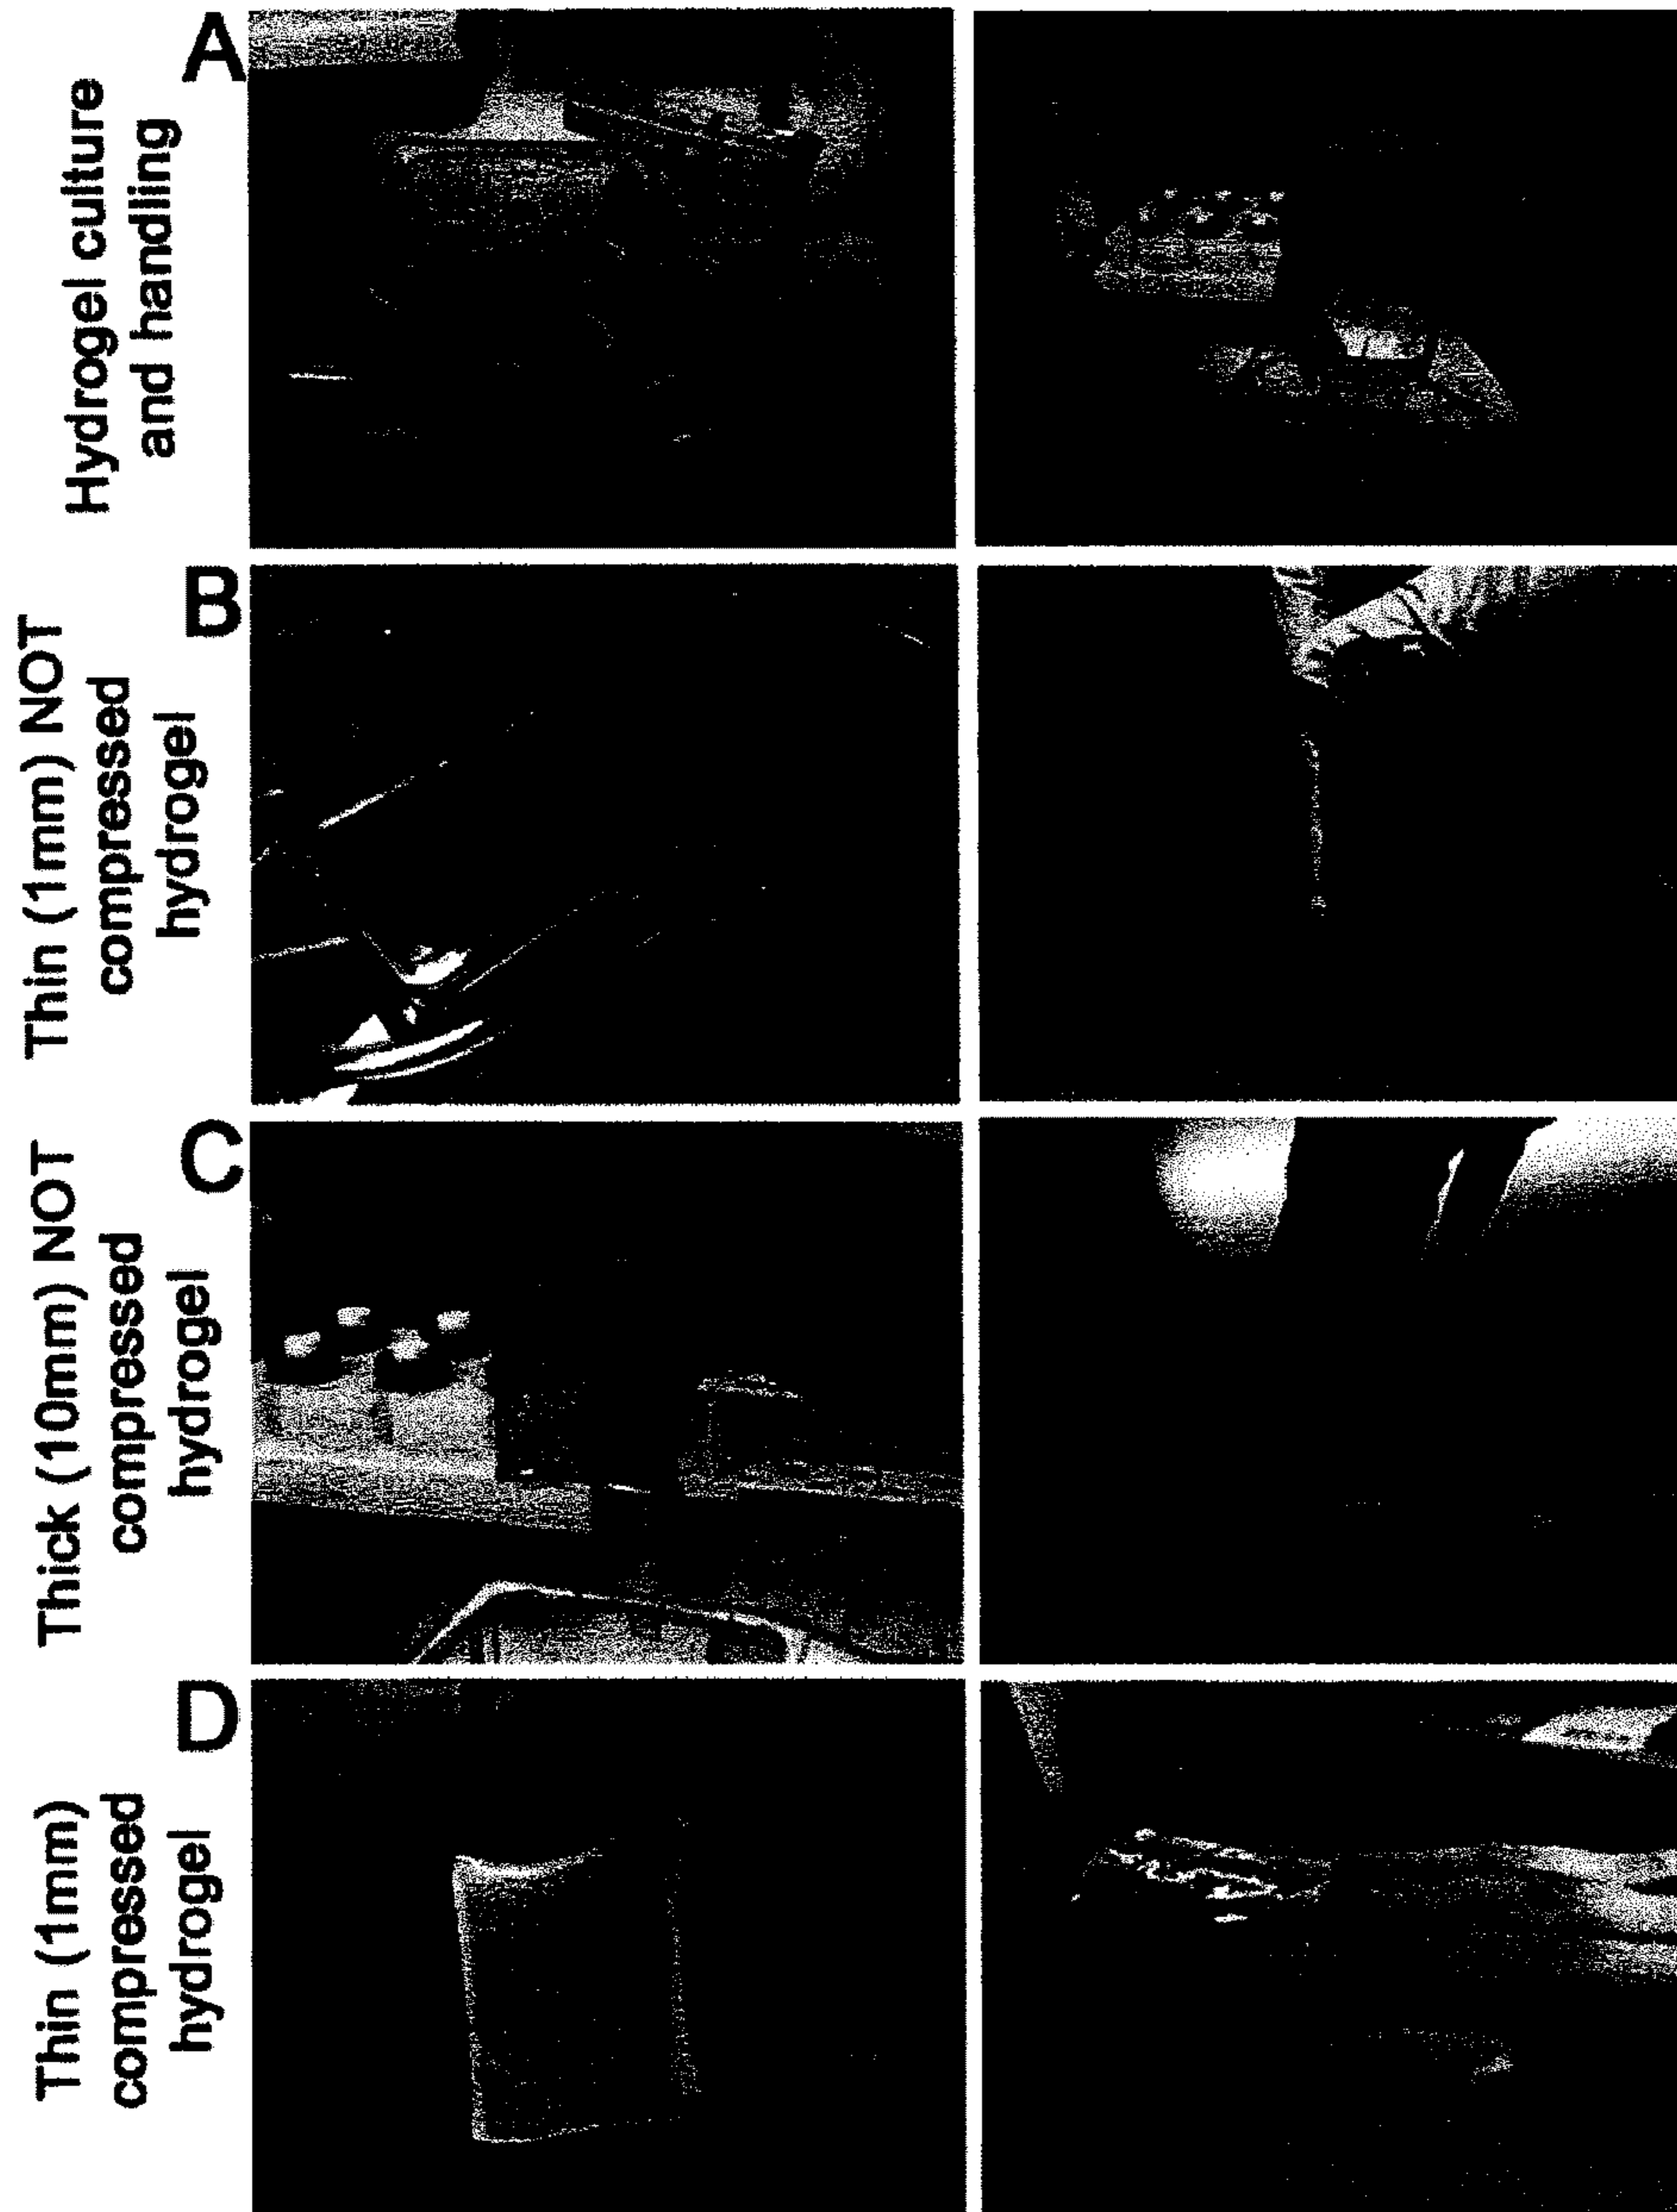 A
Hydrogel culture
and handling
B
Thin (1mm) NOT
compressed
hydrogel
C
Thick (10mm) NOT
compressed
hydrogel
D
Thin (1mm)
compressed
hydrogel